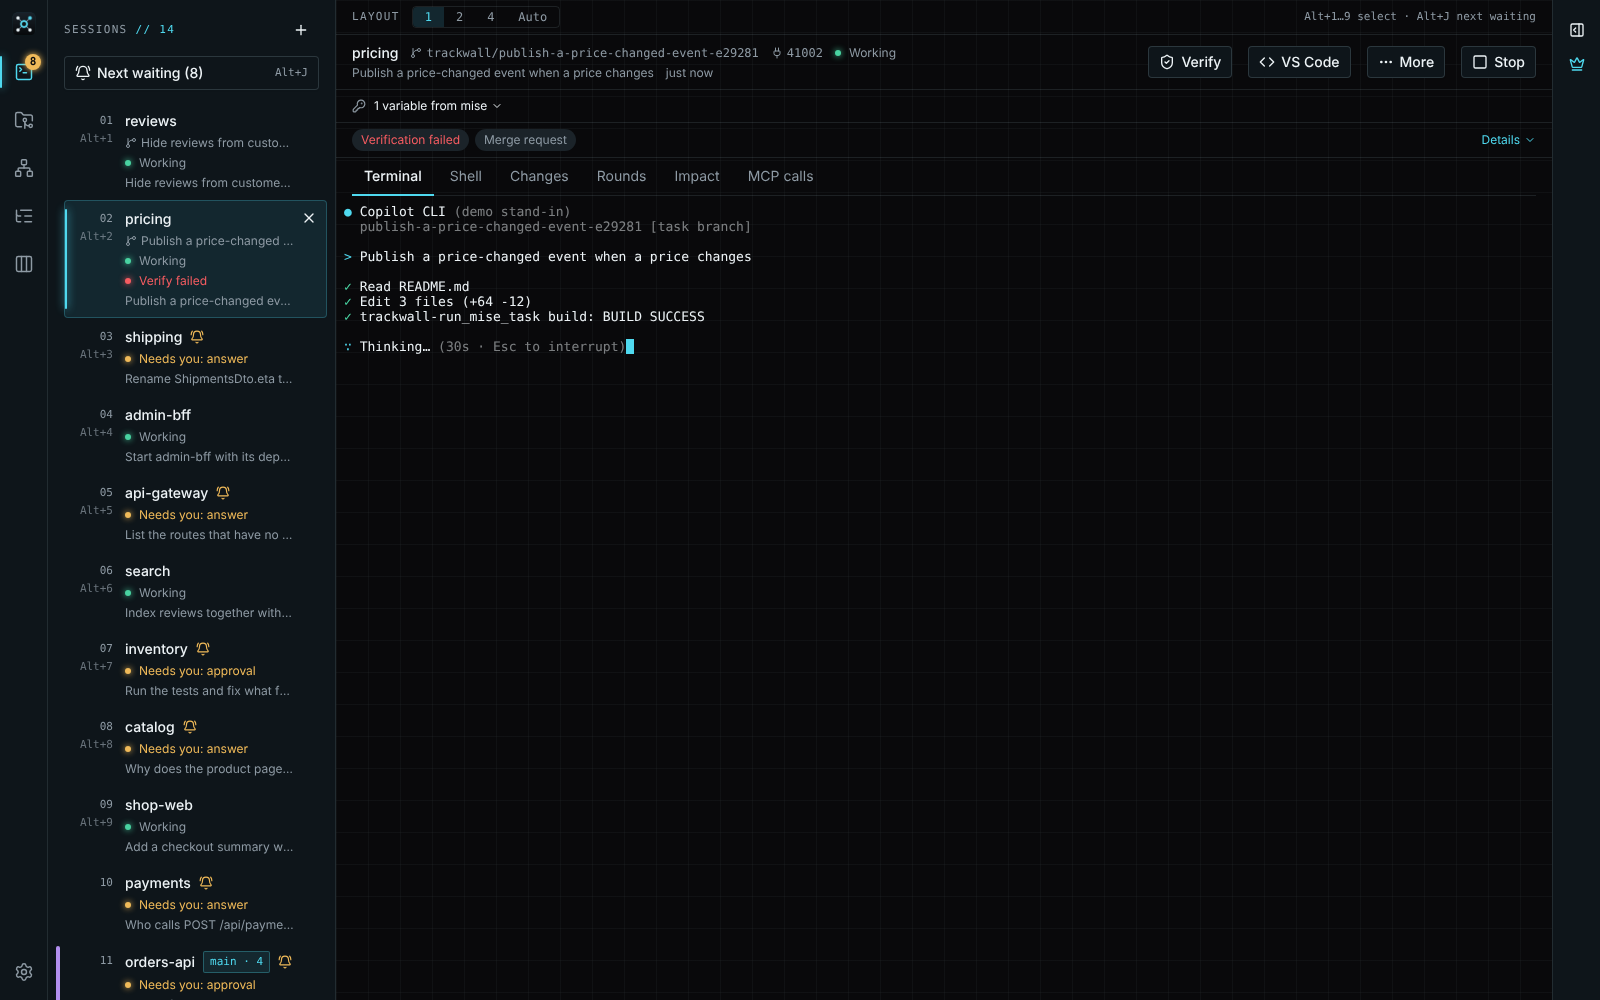 8
SESSIONS // 14
+
Next waiting (8) Alt+J
01 reviews
Alt+1 Hide reviews from custo...
Working
Hide reviews from custome...
02 pricing
Alt+2 Publish a price-changed ...
Working
Verify failed
Publish a price-changed ev...
03 shipping
Alt+3 Needs you: answer
Rename ShipmentsDto.eta t...
04 admin-bff
Alt+4 Working
Start admin-bff with its dep...
05 api-gateway
Alt+5 Needs you: answer
List the routes that have no ...
06 search
Alt+6 Working
Index reviews together with...
07 inventory
Alt+7 Needs you: approval
Run the tests and fix what f...
08 catalog
Alt+8 Needs you: answer
Why does the product page...
09 shop-web
Alt+9 Working
Add a checkout summary w...
10 payments
Needs you: answer
Who calls POST /api/payme...
11 orders-api main · 4
Needs you: approval
LAYOUT 1 2 4 Auto
Alt+1…9 select · Alt+J next waiting
pricing trackwall/publish-a-price-changed-event-e29281 41002 Working
Publish a price-changed event when a price changes just now
Verify VS Code More Stop
1 variable from mise
Verification failed Merge request
Details
Terminal Shell Changes Rounds Impact MCP calls
● Copilot CLI (demo stand-in)
publish-a-price-changed-event-e29281 [task branch]
> Publish a price-changed event when a price changes
✓ Read README.md
✓ Edit 3 files (+64 -12)
✓ trackwall-run_mise_task build: BUILD SUCCESS
Thinking… (30s · Esc to interrupt)